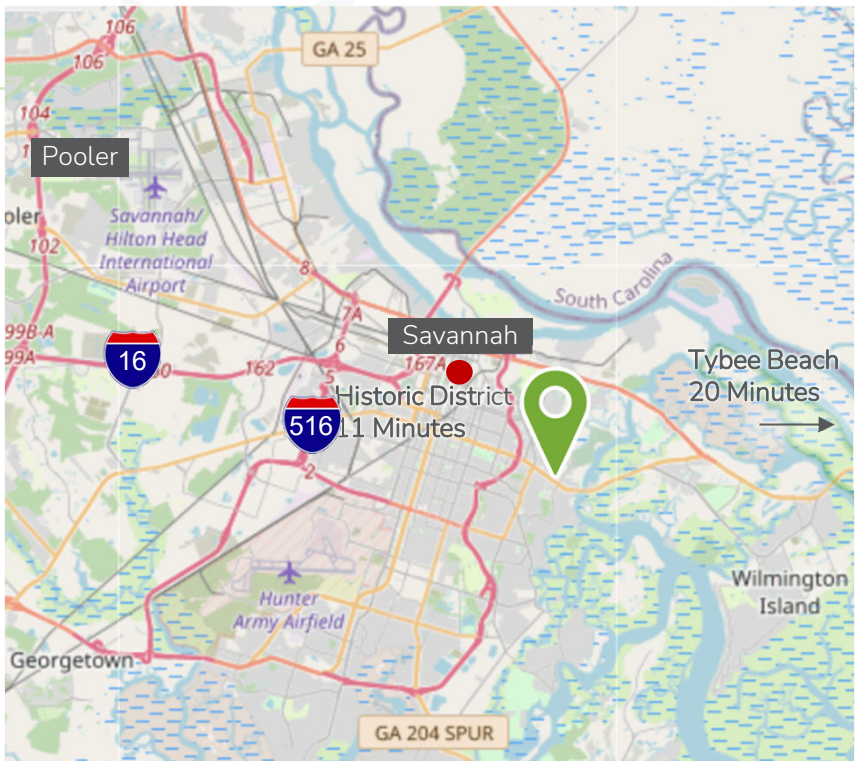 106
GA 25
106
104
Pooler
oler
Savannah/
Hilton Head
International
Airport
102
8
7A
South Carolina
99B-A
99A
16
162
6
5
Savannah
167A
Historic District
11 Minutes
516
2
Tybee Beach
20 Minutes
Hunter
Army Airfield
Wilmington
Island
Georgetown
GA 204 SPUR